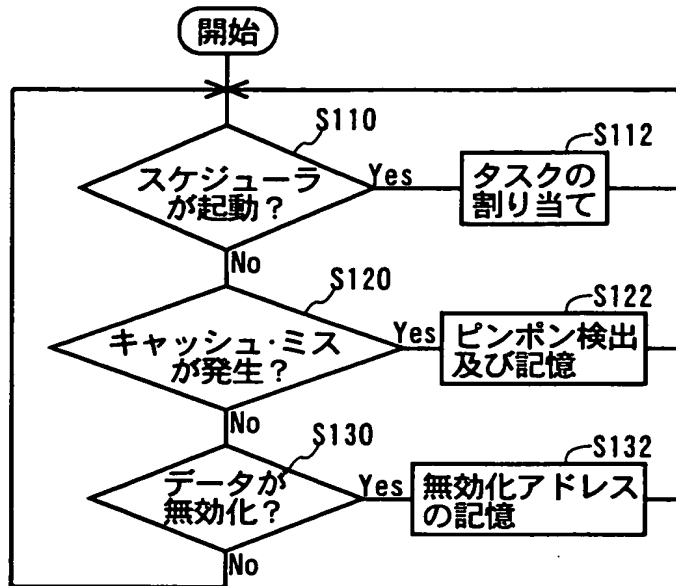 開始
S110
スケジューラ
が起動？
Yes
S112
タスクの
割り当て
No
S120
キャッシュ・ミス
が発生？
Yes
S122
ピンポン検出
及び記憶
No
S130
データが
無効化？
Yes
S132
無効化アドレス
の記憶
No